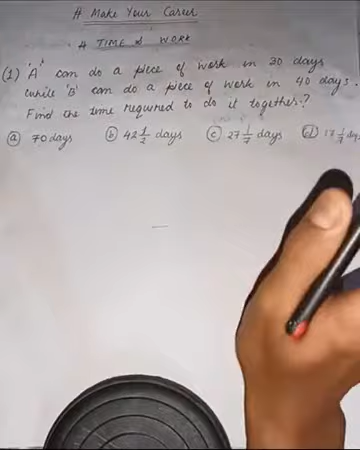 # Make Your Career
4 TIME & WORK
(1) 'A' can do a piece of work in 30 days
while 'B' can do a piece of work in 40 days.
Find the time required to do it together.?
(a) 70 days (b) 42 1/2 days (c) 27 1/7 days (d) 17 1/7